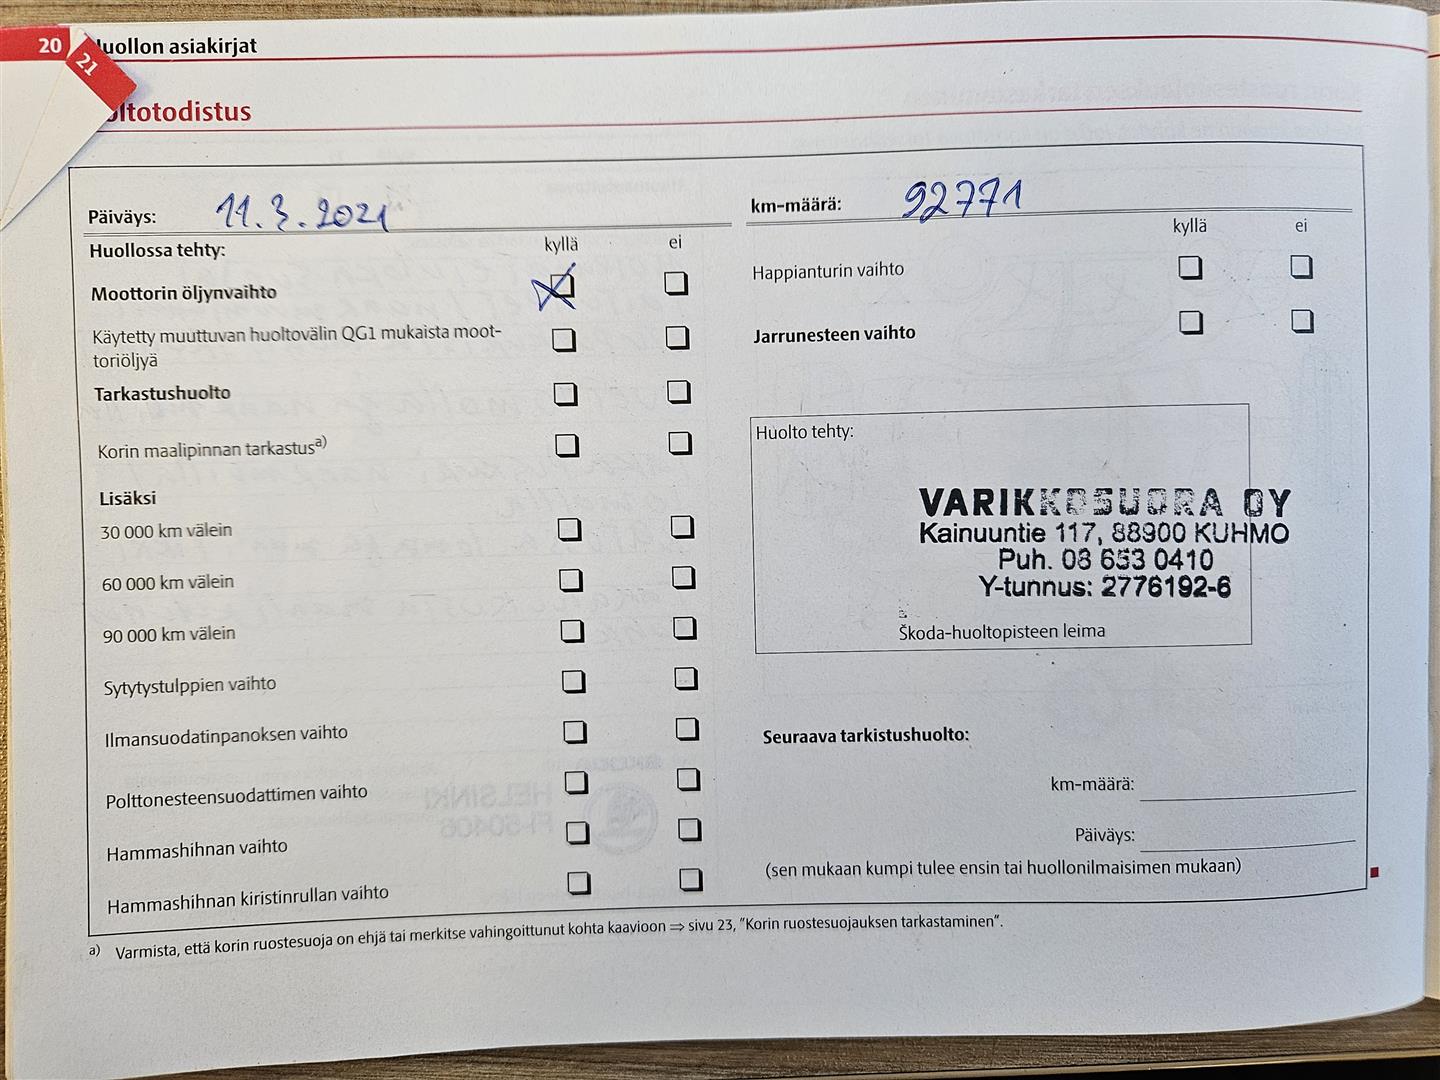 20
21
uollon asiakirjat
oltotodistus
Päiväys: 11.3.2021
km-määrä: 92771
Huollossa tehty: kyllä ei
Moottorin öljynvaihto
Käytetty muuttuvan huoltovälin QG1 mukaista moot-
toriöljyä
Tarkastushuolto
Korin maalipinnan tarkastusa)
Lisäksi
30 000 km välein
60 000 km välein
90 000 km välein
Sytytystulppien vaihto
Ilmansuodatinpanoksen vaihto
Polttonesteensuodattimen vaihto
Hammashihnan vaihto
Hammashihnan kiristinrullan vaihto
kyllä ei
Happianturin vaihto
Jarrunesteen vaihto
Huolto tehty:
VARIKKOSUORA OY
Kainuuntie 117, 88900 KUHMO
Puh. 08 653 0410
Y-tunnus: 2776192-6
Škoda-huoltopisteen leima
Seuraava tarkistushuolto:
km-määrä:
Päiväys:
(sen mukaan kumpi tulee ensin tai huollonilmaisimen mukaan)
a) Varmista, että korin ruostesuoja on ehjä tai merkitse vahingoittunut kohta kaavioon ⇒ sivu 23, "Korin ruostesuojauksen tarkastaminen".